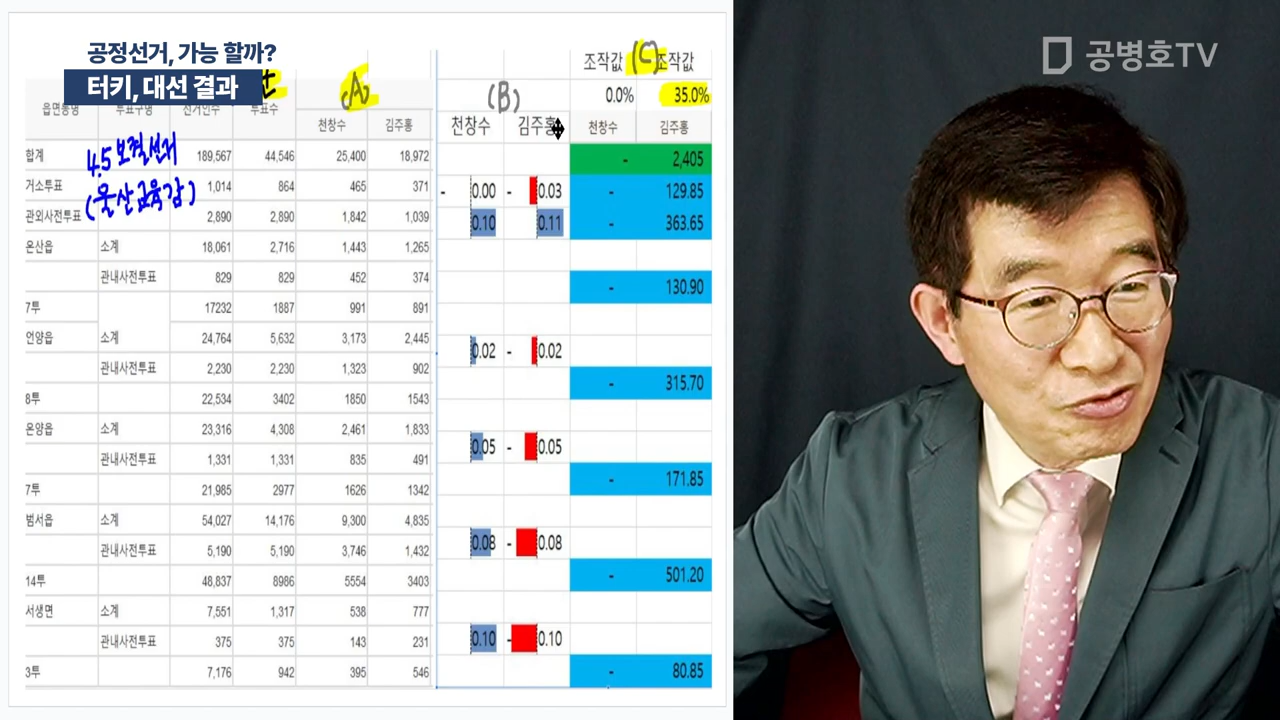 공정선거, 가능 할까?
터키, 대선 결과
공병호TV
조작값 (C) 조작값
(A) (B) 0.0% 35.0%
읍면동명 투표구명 선거인수 투표수 천창수 김주홍 천창수 김주홍 천창수 김주홍
4.5 보궐선거
(울산교육감)
합계 189,567 44,546 25,400 18,972 - 2,405
거소투표 1,014 864 465 371 - 0.00 - 0.03 - 129.85
관외사전투표 2,890 2,890 1,842 1,039 0.10 0.11 - 363.65
온산읍 소계 18,061 2,716 1,443 1,265
관내사전투표 829 829 452 374 - 130.90
7투 17232 1887 991 891
언양읍 소계 24,764 5,632 3,173 2,445 0.02 - 0.02
관내사전투표 2,230 2,230 1,323 902 - 315.70
8투 22,534 3402 1850 1543
온양읍 소계 23,316 4,308 2,461 1,833 0.05 - 0.05
관내사전투표 1,331 1,331 835 491 - 171.85
7투 21,985 2977 1626 1342
범서읍 소계 54,027 14,176 9,300 4,835 0.08 - 0.08
관내사전투표 5,190 5,190 3,746 1,432 - 501.20
14투 48,837 8986 5554 3403
서생면 소계 7,551 1,317 538 777 0.10 - 0.10
관내사전투표 375 375 143 231 - 80.85
3투 7,176 942 395 546